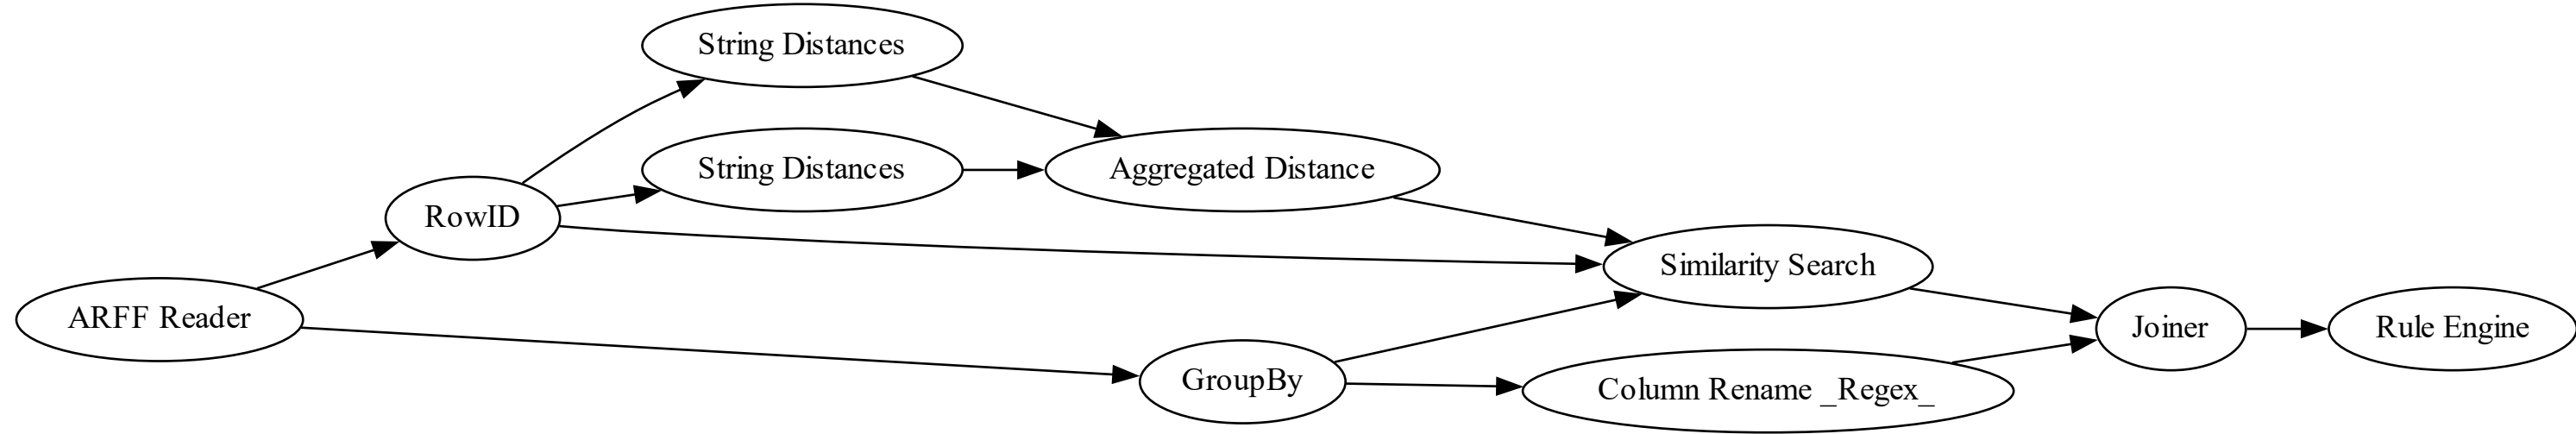 String Distances
String Distances
Aggregated Distance
RowID
Similarity Search
ARFF Reader
Joiner
Rule Engine
GroupBy
Column Rename _Regex_